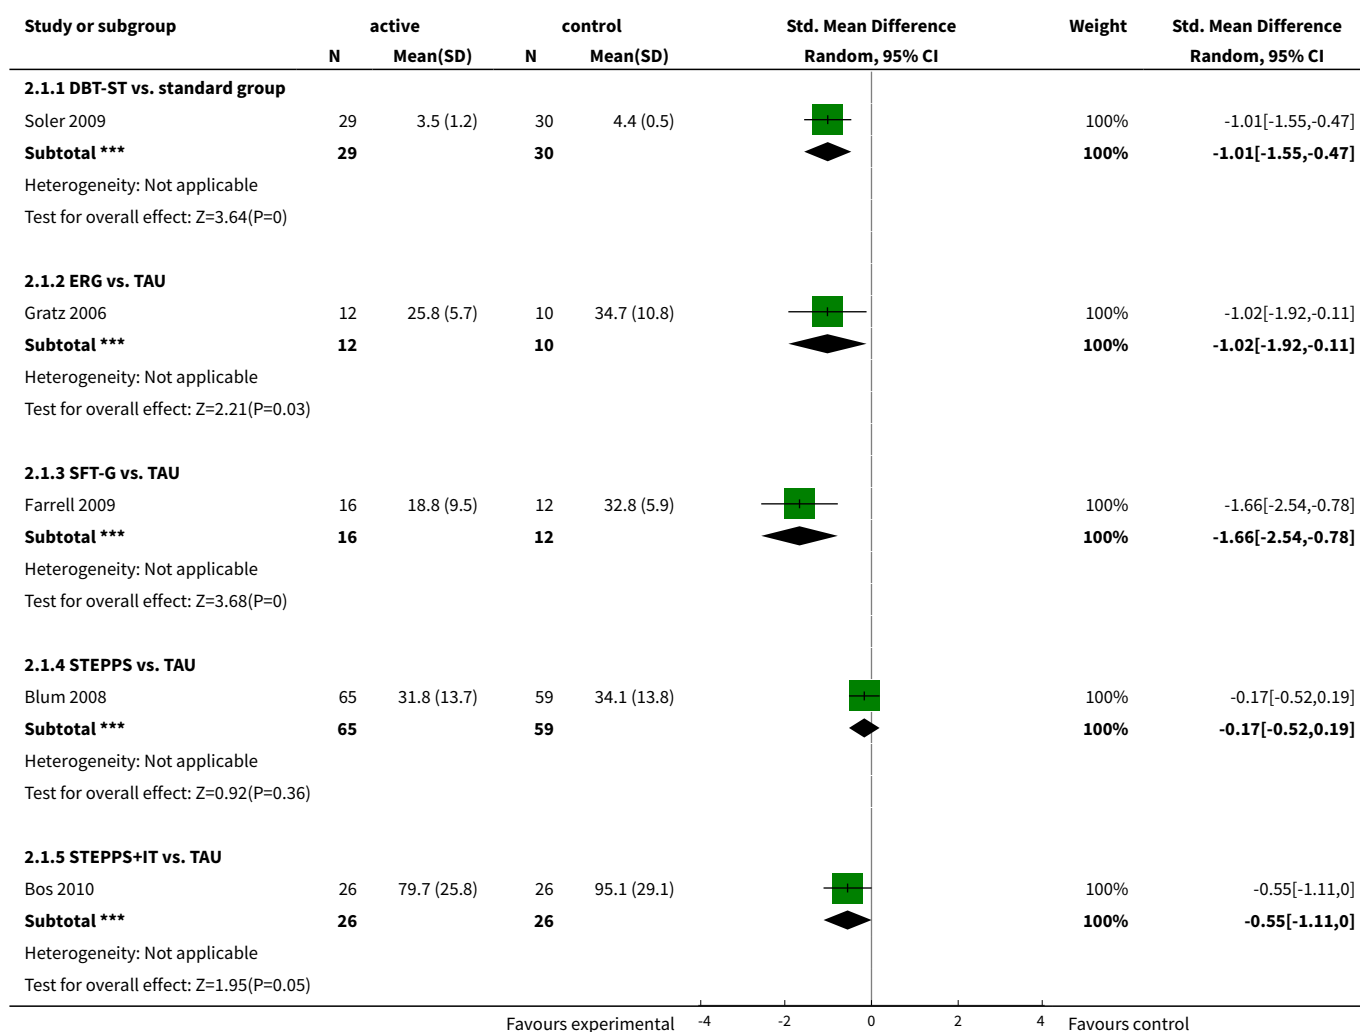 Study or subgroup active control Std. Mean Difference Weight Std. Mean Difference
N Mean(SD) N Mean(SD) Random, 95% CI Random, 95% CI
2.1.1 DBT-ST vs. standard group
Soler 2009 29 3.5 (1.2) 30 4.4 (0.5) 100% -1.01[-1.55,-0.47]
Subtotal *** 29 30 100% -1.01[-1.55,-0.47]
Heterogeneity: Not applicable
Test for overall effect: Z=3.64(P=0)
2.1.2 ERG vs. TAU
Gratz 2006 12 25.8 (5.7) 10 34.7 (10.8) 100% -1.02[-1.92,-0.11]
Subtotal *** 12 10 100% -1.02[-1.92,-0.11]
Heterogeneity: Not applicable
Test for overall effect: Z=2.21(P=0.03)
2.1.3 SFT-G vs. TAU
Farrell 2009 16 18.8 (9.5) 12 32.8 (5.9) 100% -1.66[-2.54,-0.78]
Subtotal *** 16 12 100% -1.66[-2.54,-0.78]
Heterogeneity: Not applicable
Test for overall effect: Z=3.68(P=0)
2.1.4 STEPPS vs. TAU
Blum 2008 65 31.8 (13.7) 59 34.1 (13.8) 100% -0.17[-0.52,0.19]
Subtotal *** 65 59 100% -0.17[-0.52,0.19]
Heterogeneity: Not applicable
Test for overall effect: Z=0.92(P=0.36)
2.1.5 STEPPS+IT vs. TAU
Bos 2010 26 79.7 (25.8) 26 95.1 (29.1) 100% -0.55[-1.11,0]
Subtotal *** 26 26 100% -0.55[-1.11,0]
Heterogeneity: Not applicable
Test for overall effect: Z=1.95(P=0.05)
Favours experimental -4 -2 0 2 4 Favours control